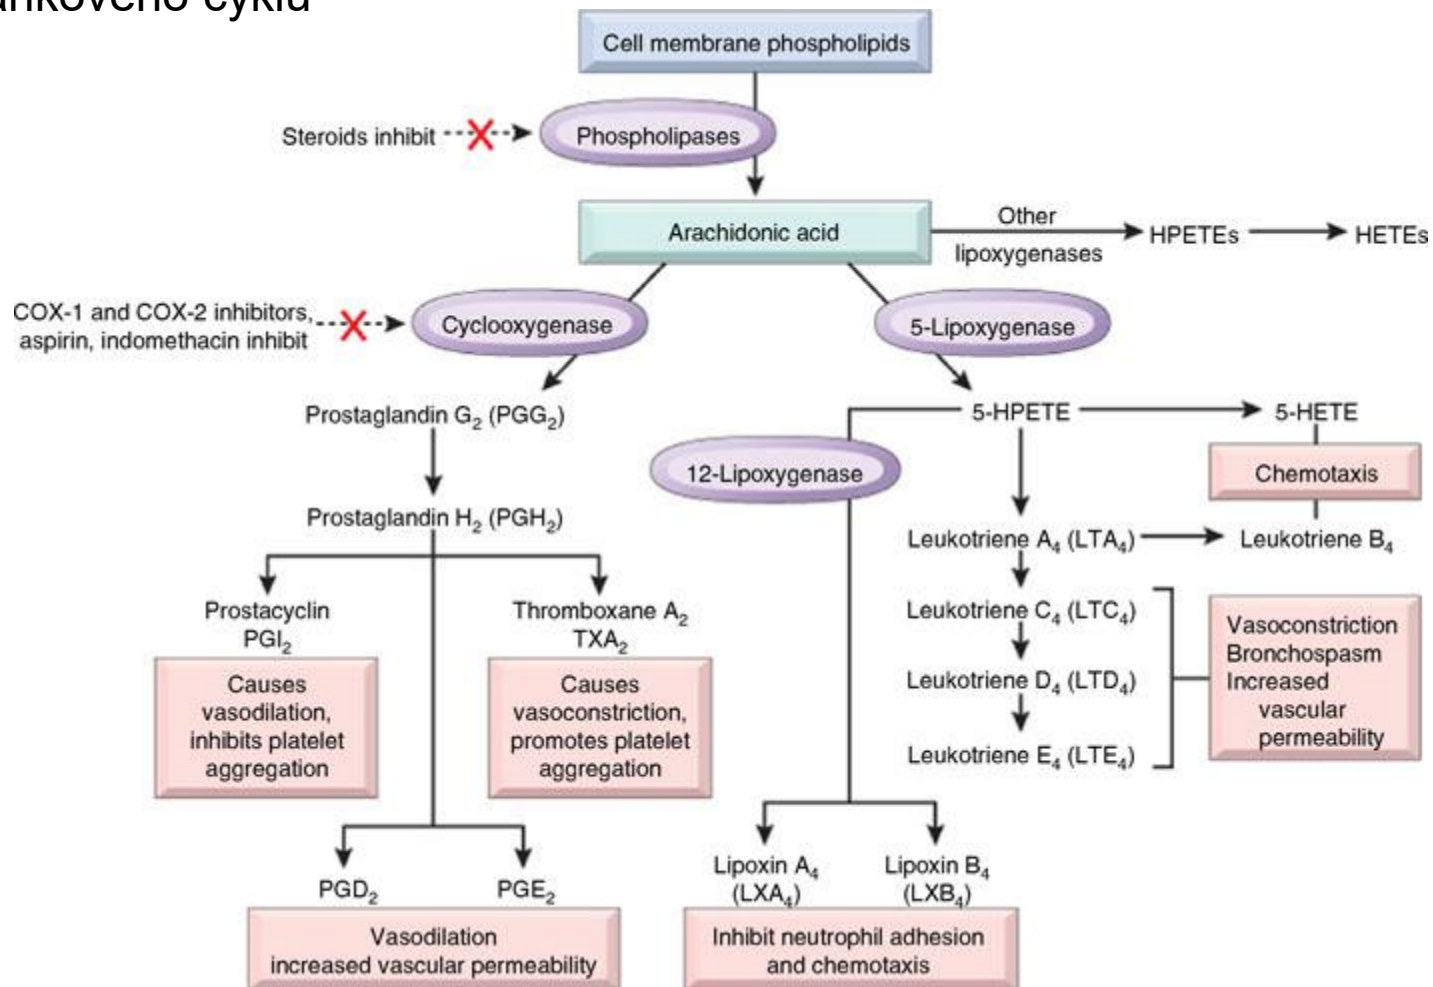 Cell membrane phospholipids
Steroids inhibit
Phospholipases
Arachidonic acid
Other
lipoxygenases
HPETEs
HETEs
COX-1 and COX-2 inhibitors,
aspirin, indomethacin inhibit
Cyclooxygenase
5-Lipoxygenase
Prostaglandin G₂ (PGG₂)
5-HPETE
5-HETE
12-Lipoxygenase
Chemotaxis
Prostaglandin H₂ (PGH₂)
Leukotriene A₄ (LTA₄)
Leukotriene B₄
Prostacyclin
PGI₂
Thromboxane A₂
TXA₂
Leukotriene C₄ (LTC₄)
Leukotriene D₄ (LTD₄)
Leukotriene E₄ (LTE₄)
Vasoconstriction
Bronchospasm
Increased
vascular
permeability
Causes
vasodilation,
inhibits platelet
aggregation
Causes
vasoconstriction,
promotes platelet
aggregation
PGD₂
PGE₂
Lipoxin A₄
(LXA₄)
Lipoxin B₄
(LXB₄)
Vasodilation
increased vascular permeability
Inhibit neutrophil adhesion
and chemotaxis